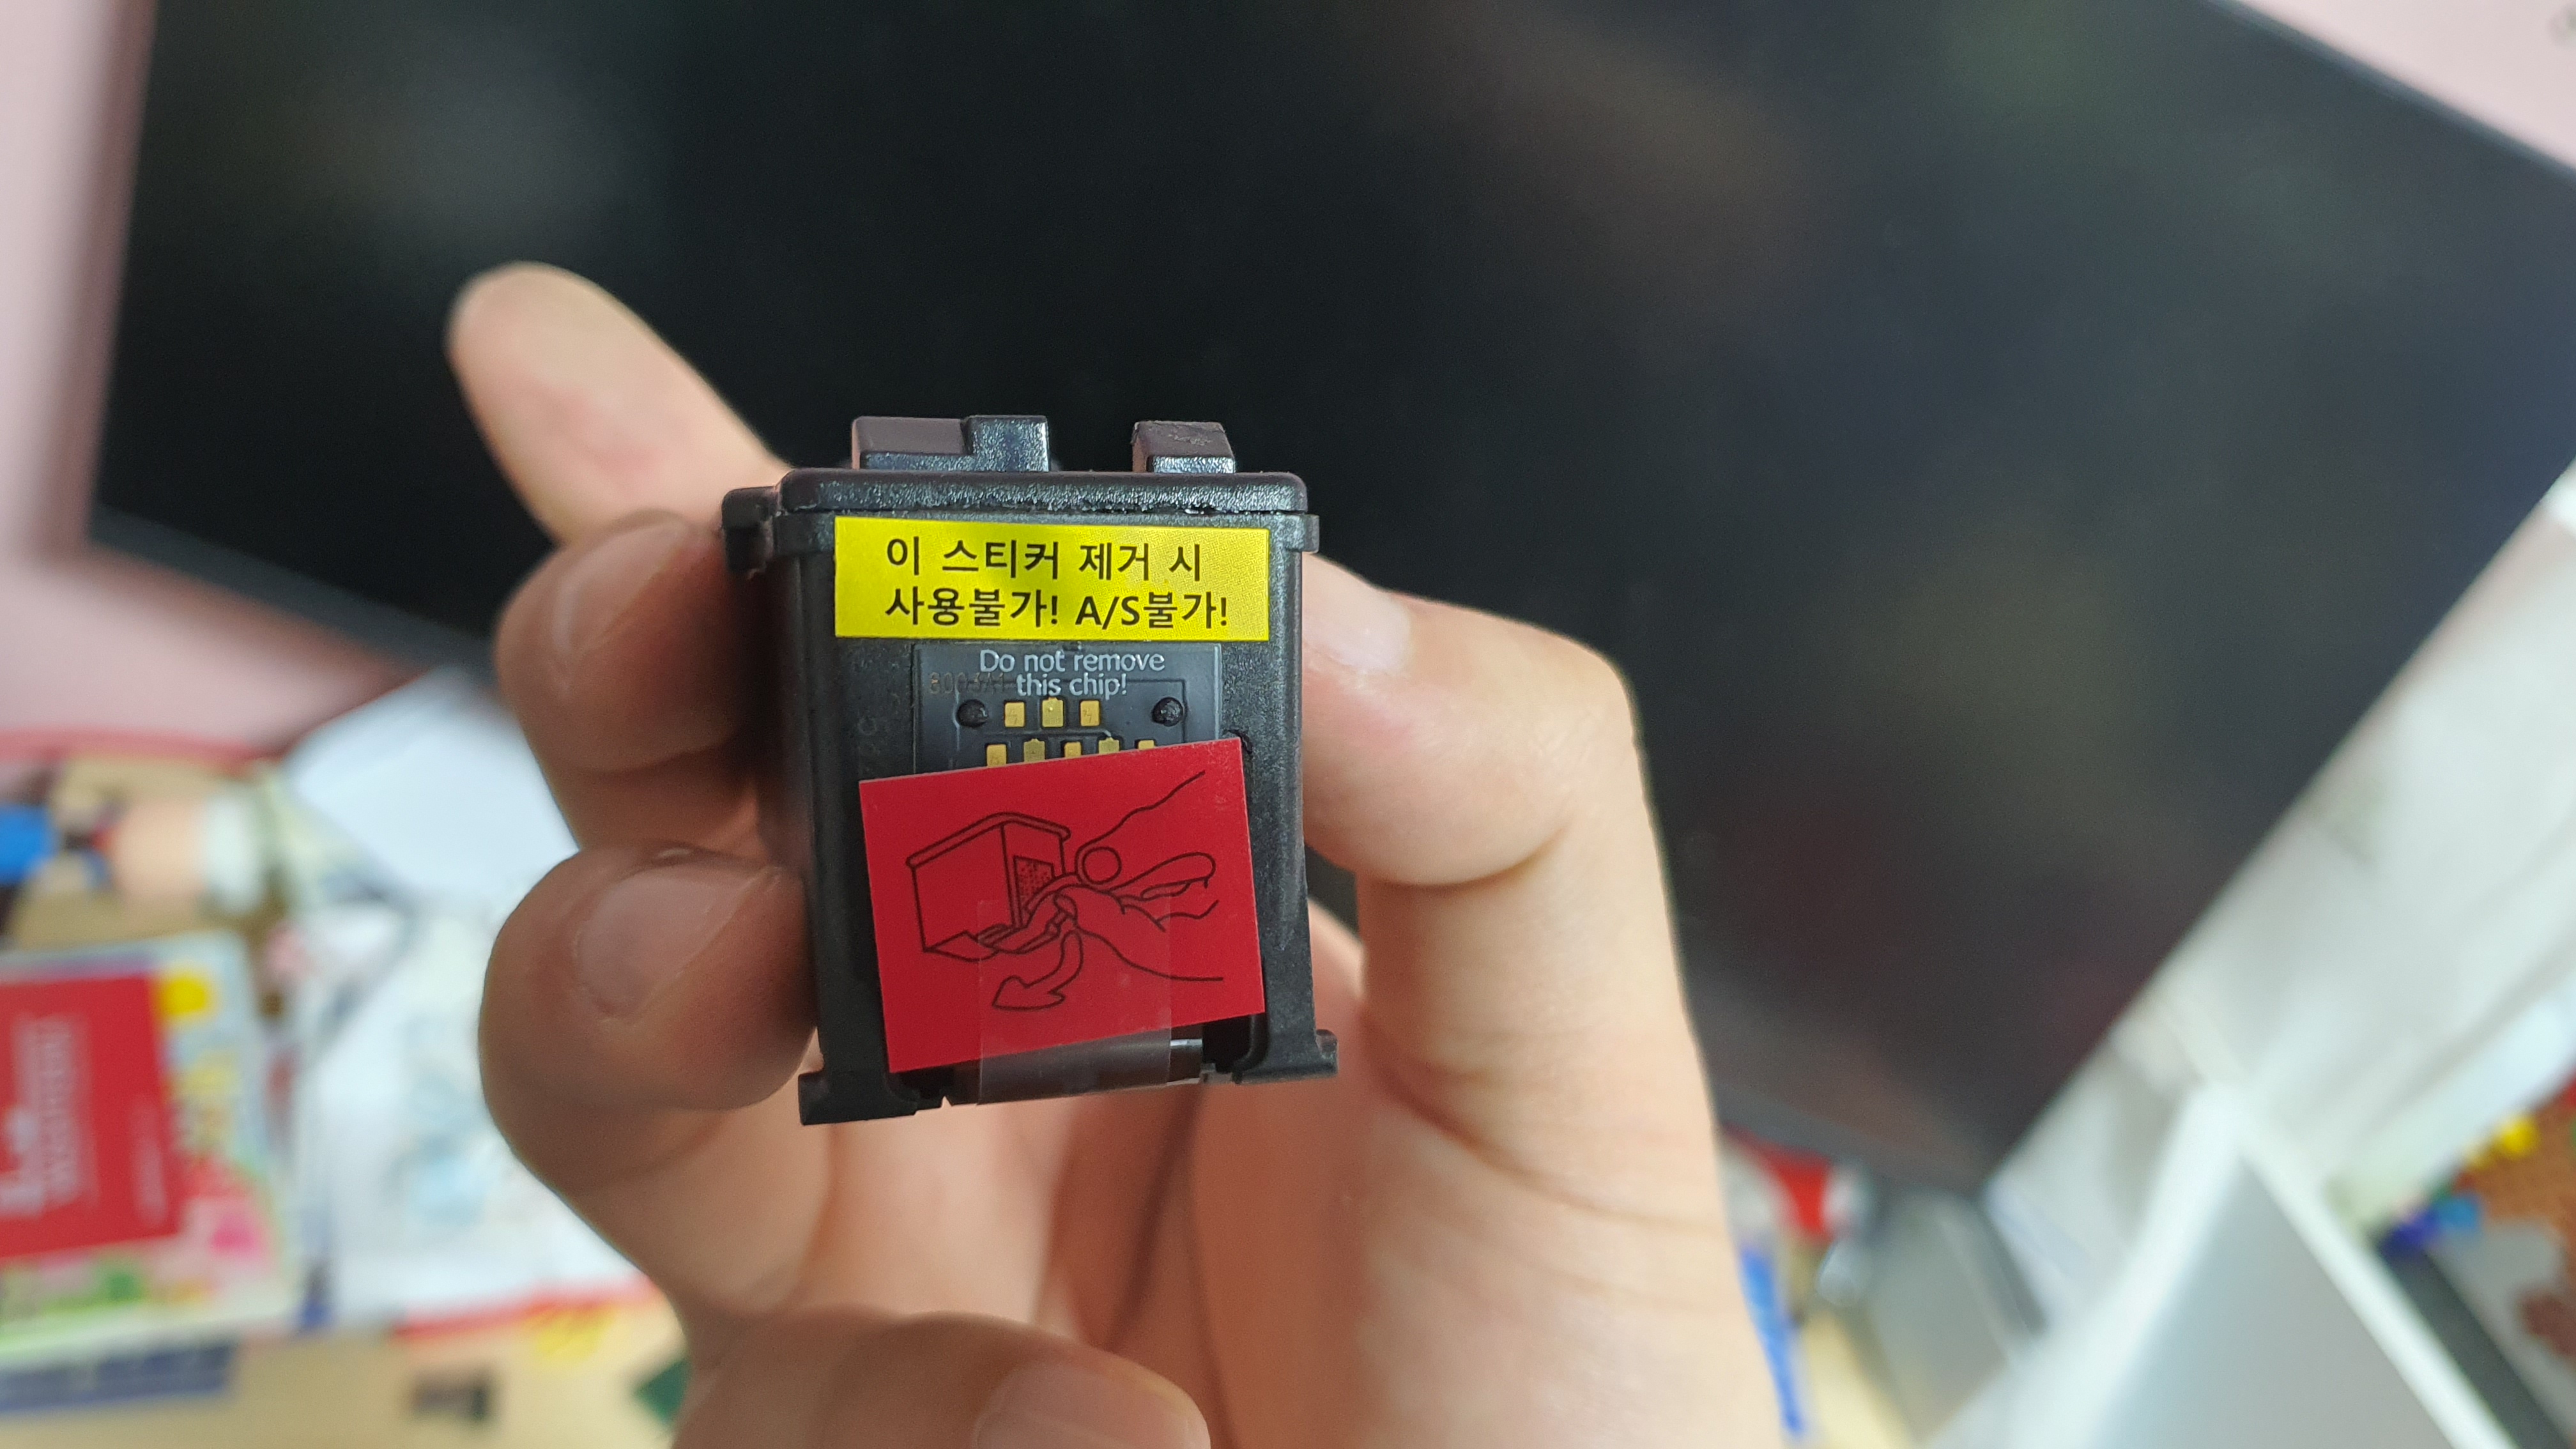 이 스티커 제거 시
사용불가! A/S불가!
Do not remove
this chip!